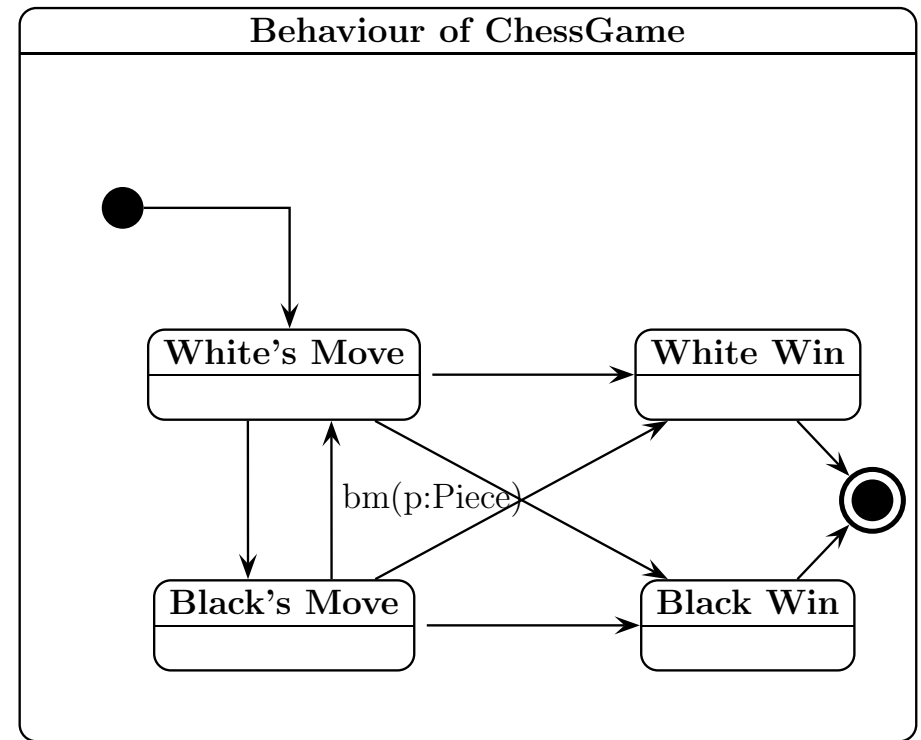 Behaviour of ChessGame
White's Move
White Win
bm(p:Piece)
Black's Move
Black Win